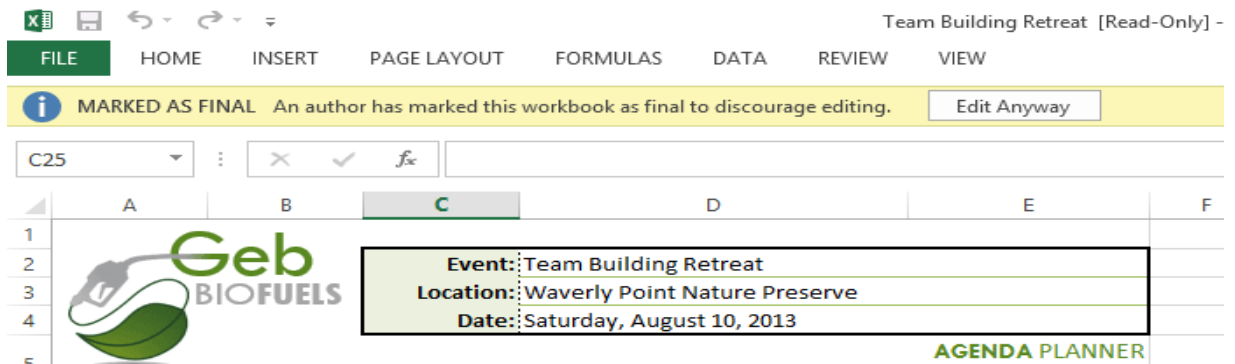 Team Building Retreat [Read-Only] -
FILE HOME INSERT PAGE LAYOUT FORMULAS DATA REVIEW VIEW
MARKED AS FINAL An author has marked this workbook as final to discourage editing. Edit Anyway
C25 fx
A B C D E F
1
2 Event: Team Building Retreat
3 Location: Waverly Point Nature Preserve
4 Date: Saturday, August 10, 2013
Geb
BIOFUELS
5 AGENDA PLANNER